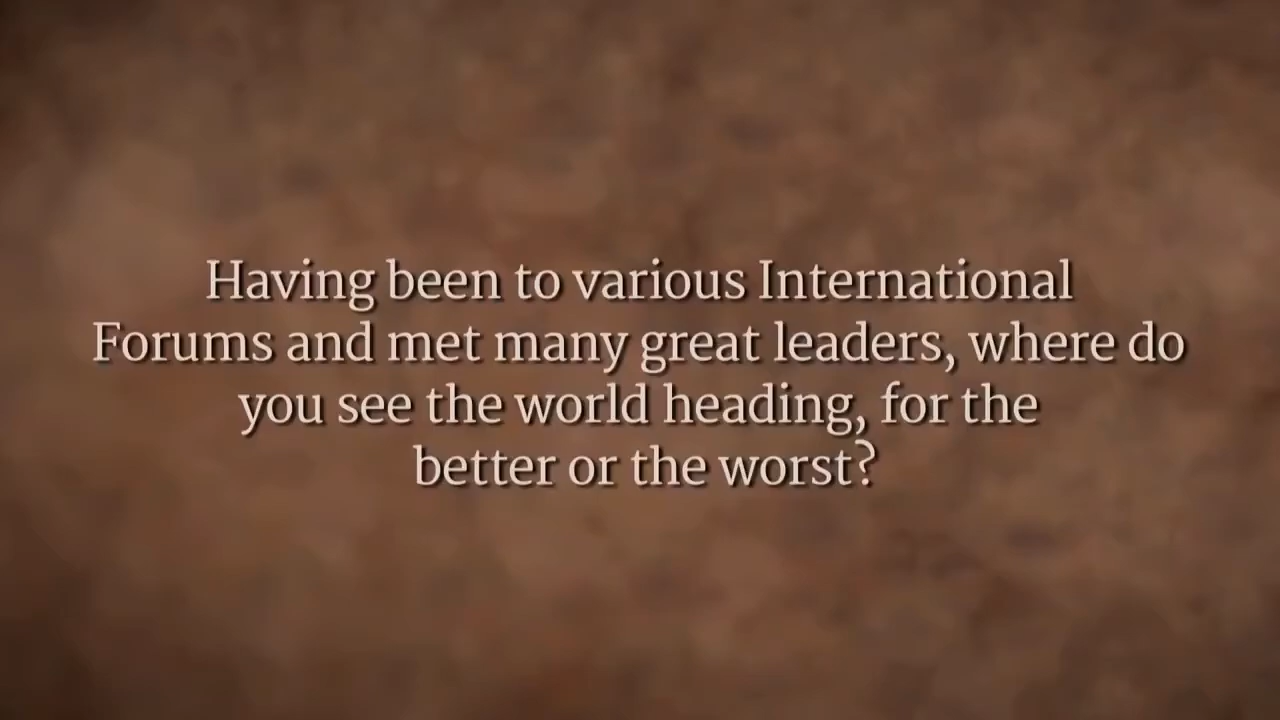 Having been to various International
Forums and met many great leaders, where do
you see the world heading, for the
better or the worst?